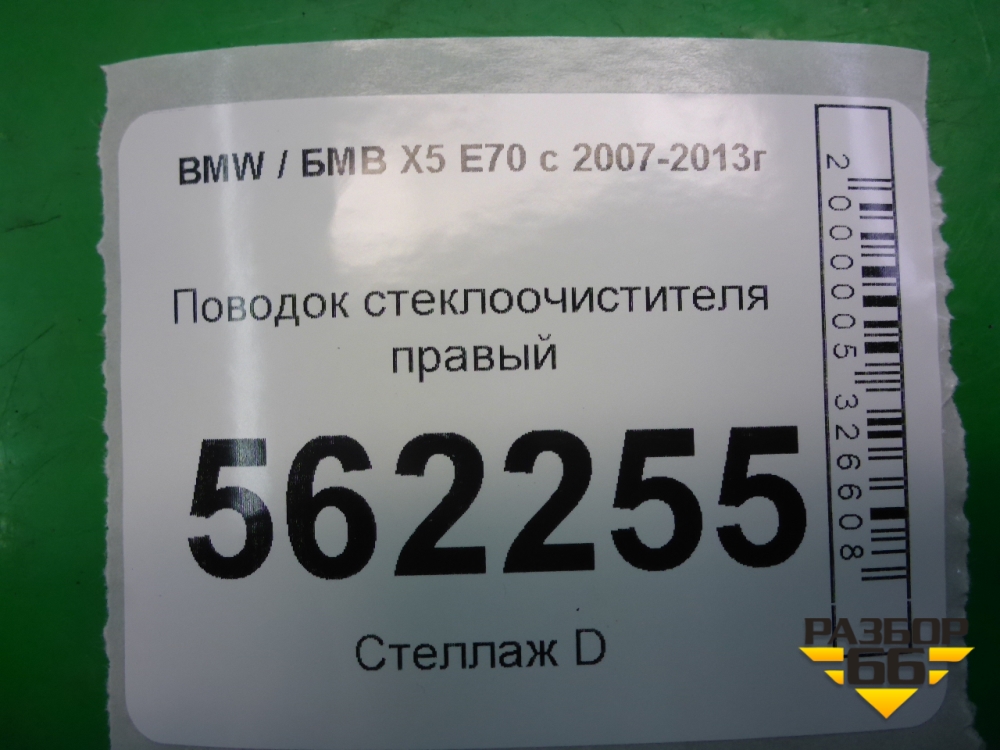 BMW / БМВ X5 E70 с 2007-2013г
Поводок стеклоочистителя
правый
562255
Стеллаж D
2000005326608
РАЗБОР
66